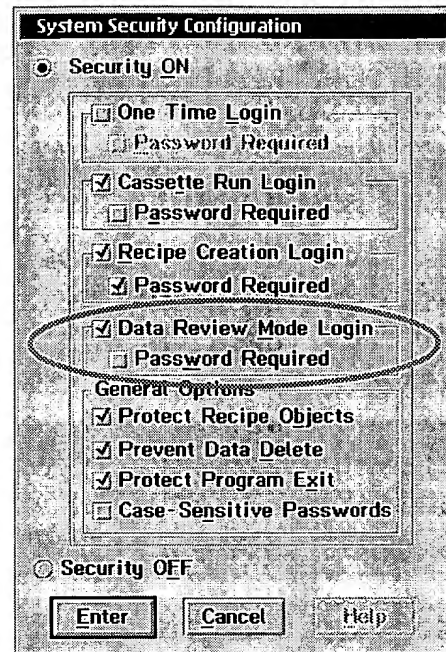 System Security Configuration
Security ON
One Time Login
Password Required
Cassette Run Login
Password Required
Recipe Creation Login
Password Required
Data Review Mode Login
Password Required
General Options
Protect Recipe Objects
Prevent Data Delete
Protect Program Exit
Case-Sensitive Passwords
Security OFF
Enter Cancel Help